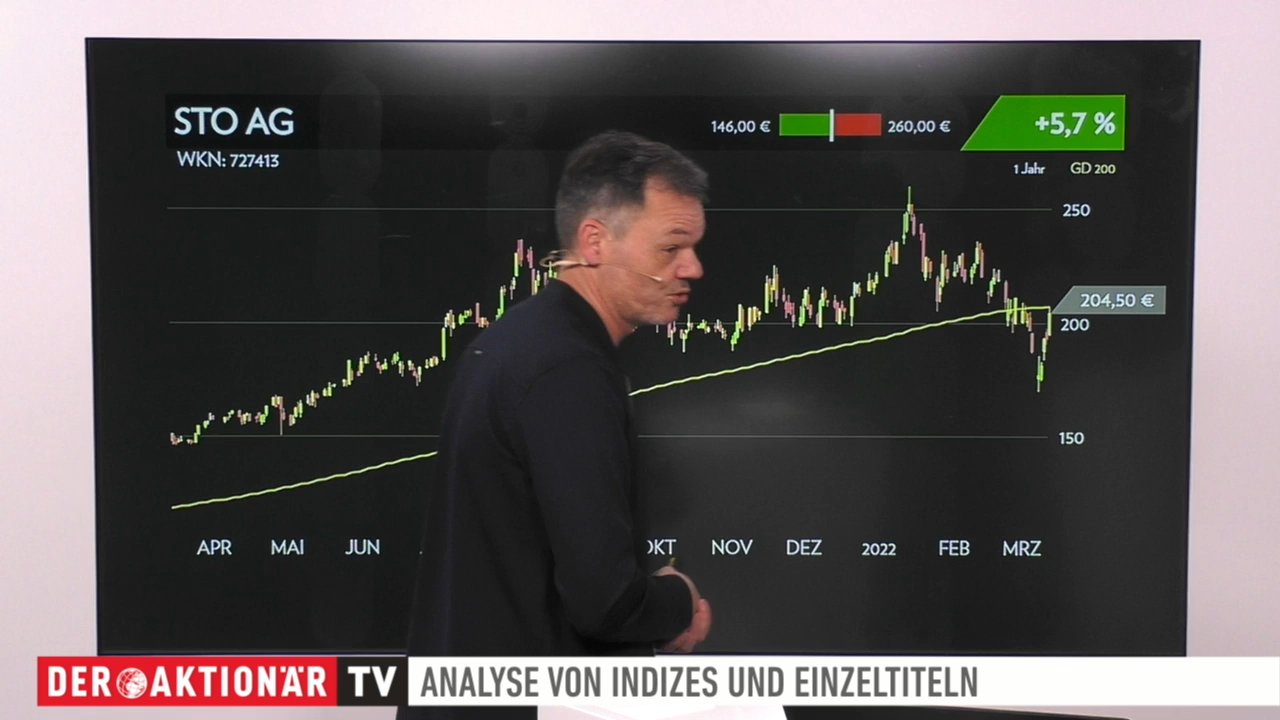 STO AG
WKN: 727413
146,00 € 260,00 €
+5,7 %
1 Jahr GD 200
250
204,50 €
200
150
APR MAI JUN OKT NOV DEZ 2022 FEB MRZ
DER AKTIONÄR TV ANALYSE VON INDIZES UND EINZELTITELN